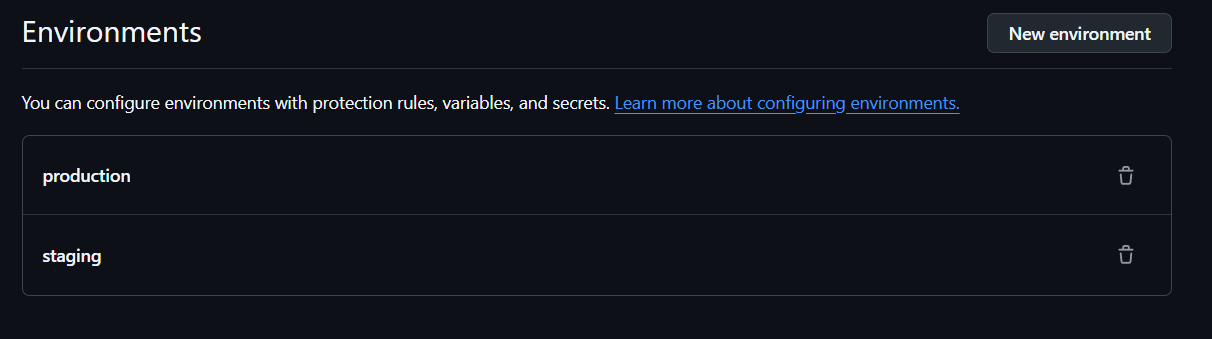 Environments
New environment
You can configure environments with protection rules, variables, and secrets. Learn more about configuring environments.
production
staging